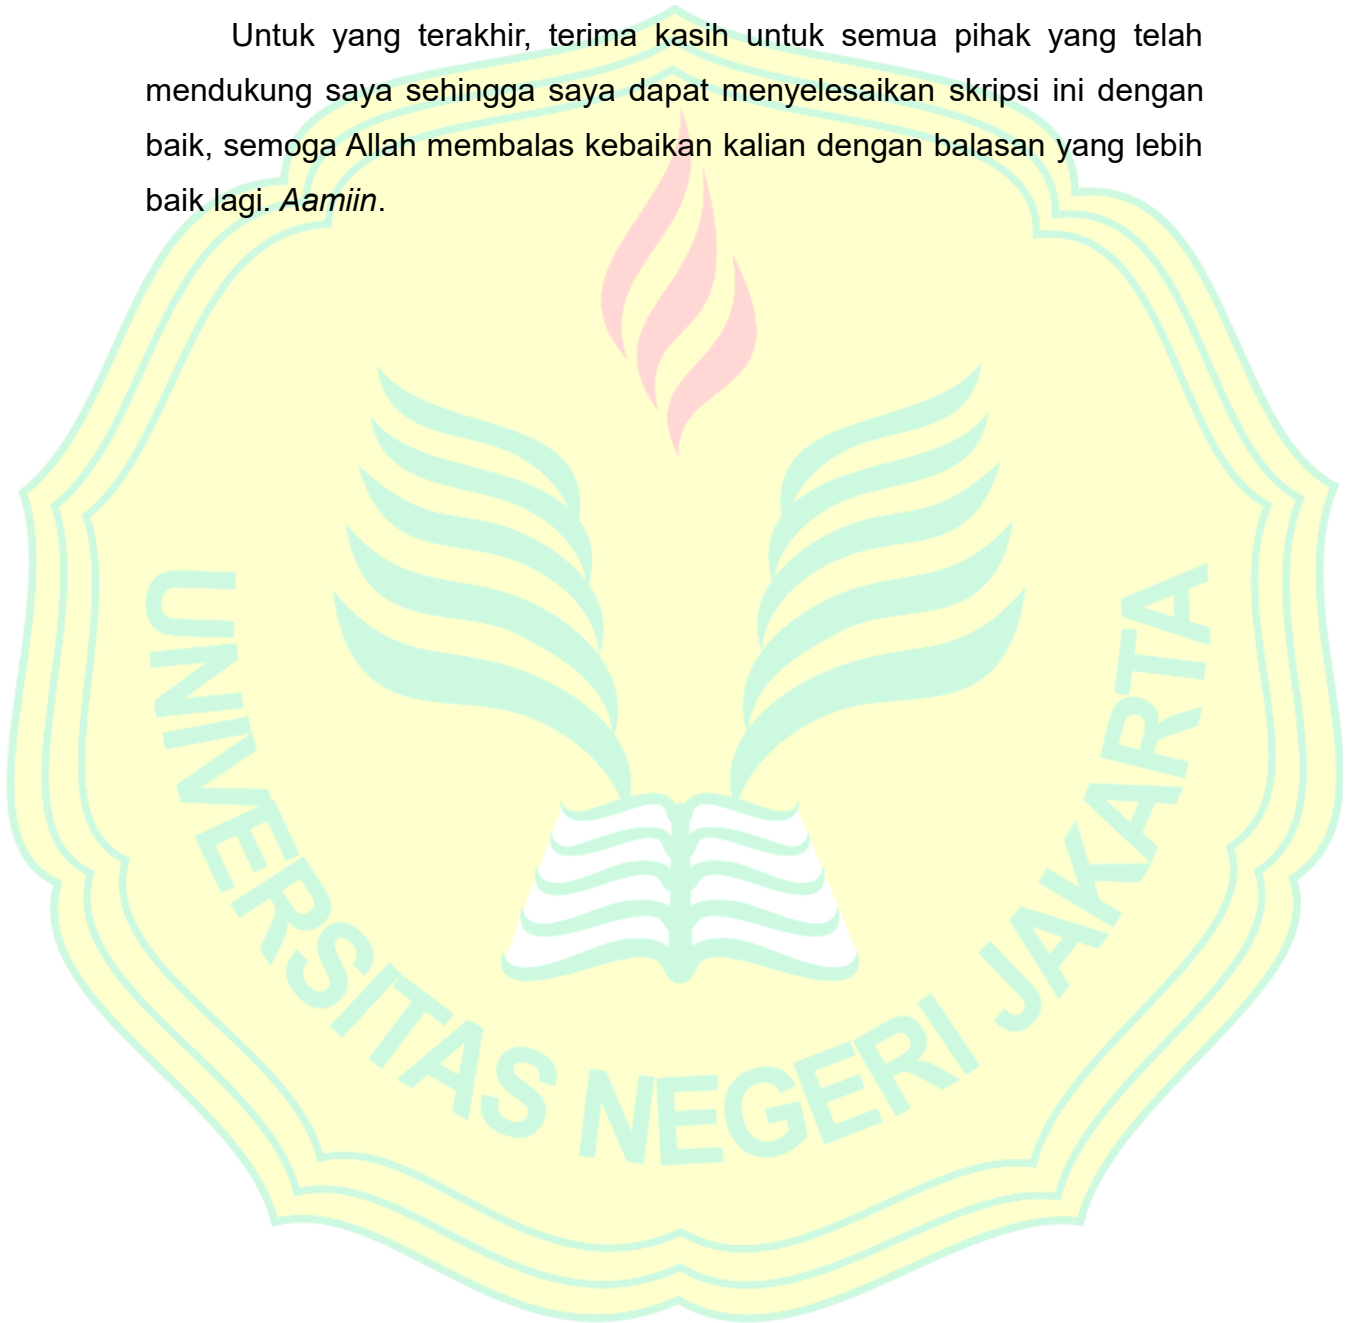 Untuk yang terakhir, terima kasih untuk semua pihak yang telah
mendukung saya sehingga saya dapat menyelesaikan skripsi ini dengan
baik, semoga Allah membalas kebaikan kalian dengan balasan yang lebih
baik lagi. Aamiin.
UNIVERSITAS NEGERI JAKARTA